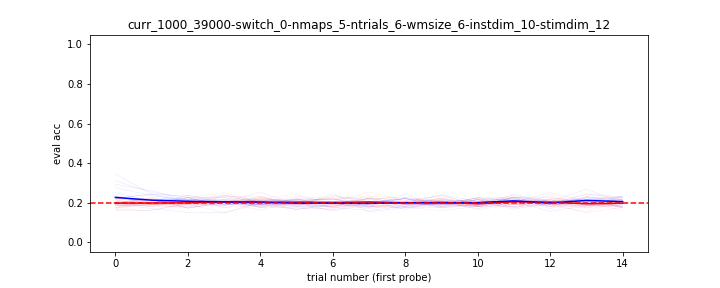 curr_1000_39000-switch_0-nmaps_5-ntrials_6-wmsize_6-instdim_10-stimdim_12
1.0
0.8
0.6
0.4
0.2
0.0
eval acc
0 2 4 6 8 10 12 14
trial number (first probe)